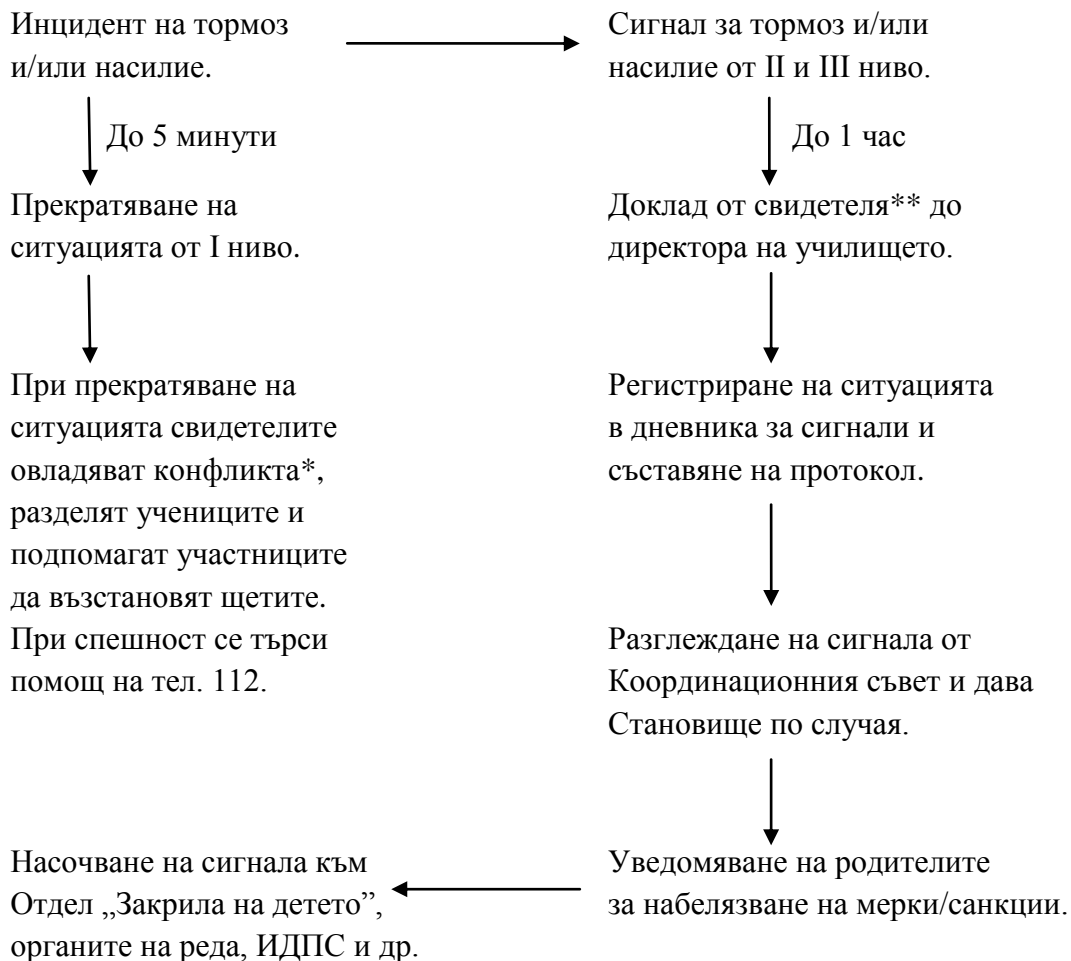 Инцидент на тормоз
и/или насилие.
Сигнал за тормоз и/или
насилие от II и III ниво.
До 5 минути
До 1 час
Прекратяване на
ситуацията от I ниво.
Доклад от свидетеля** до
директора на училището.
При прекратяване на
ситуацията свидетелите
овладяват конфликта*,
разделят учениците и
подпомагат участниците
да възстановят щетите.
При спешност се търси
помощ на тел. 112.
Регистриране на ситуацията
в дневника за сигнали и
съставяне на протокол.
Разглеждане на сигнала от
Координационния съвет и дава
Становище по случая.
Уведомяване на родителите
за набелязване на мерки/санкции.
Насочване на сигнала към
Отдел „Закрила на детето”,
органите на реда, ИДПС и др.